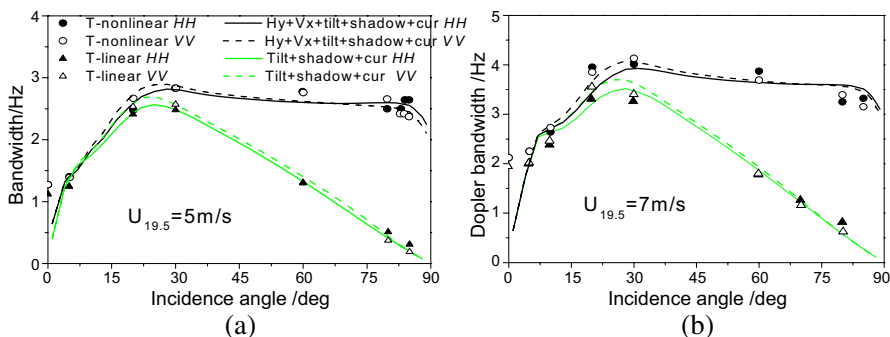 T-nonlinear HH
T-nonlinear VV
T-linear HH
T-linear VV
Hy+Vx+tilt+shadow+cur HH
Hy+Vx+tilt+shadow+cur VV
Tilt+shadow+cur HH
Tilt+shadow+cur VV
Bandwidth/Hz
4
3
2
1
0
U19.5=5m/s
0 15 30 45 60 75 90
Incidence angle /deg
(a)
Dopler bandwidth /Hz
5
4
3
2
1
0
U19.5=7m/s
0 15 30 45 60 75 90
Incidence angle /deg
(b)